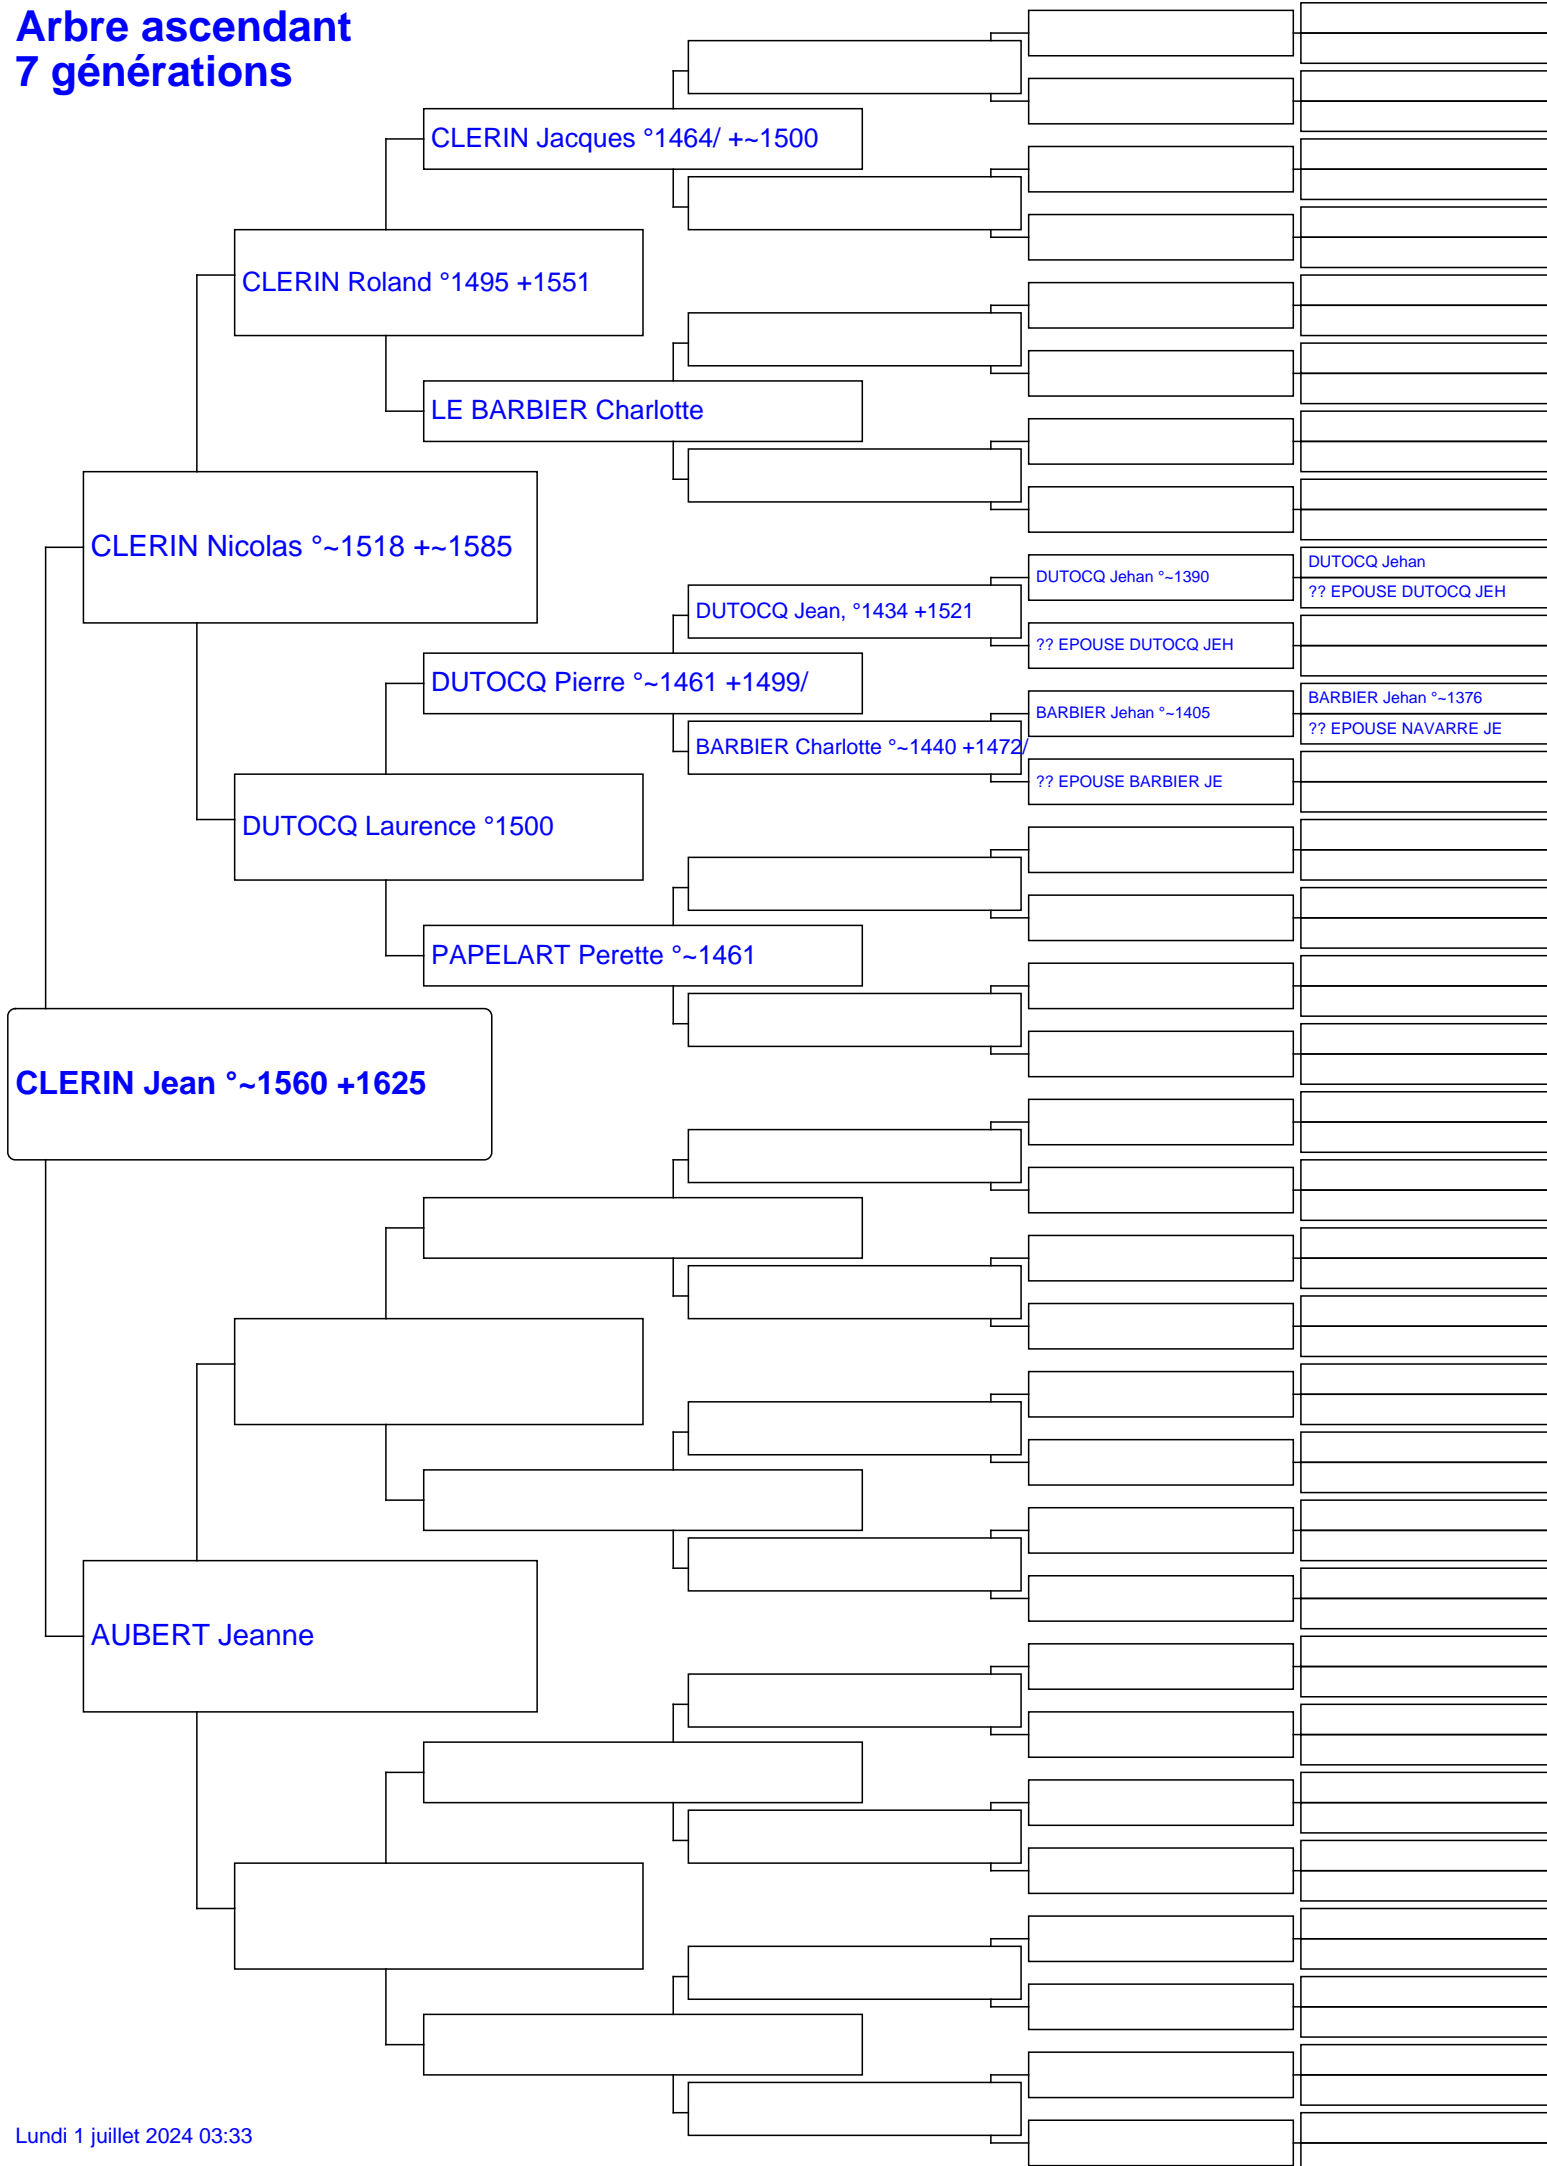 Arbre ascendant
7 générations
CLERIN Jacques °1464/ +~1500
CLERIN Roland °1495 +1551
LE BARBIER Charlotte
CLERIN Nicolas °~1518 +~1585
DUTOCQ Jehan
DUTOCQ Jehan °~1390
?? EPOUSE DUTOCQ JEH
DUTOCQ Jean, °1434 +1521
?? EPOUSE DUTOCQ JEH
DUTOCQ Pierre °~1461 +1499/
BARBIER Jehan °~1376
BARBIER Jehan °~1405
?? EPOUSE NAVARRE JE
BARBIER Charlotte °~1440 +1472/
?? EPOUSE BARBIER JE
DUTOCQ Laurence °1500
PAPELART Perette °~1461
CLERIN Jean °~1560 +1625
AUBERT Jeanne
Lundi 1 juillet 2024 03:33